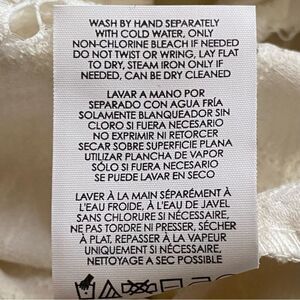 WASH BY HAND SEPARATELY
WITH COLD WATER, ONLY
NON-CHLORINE BLEACH IF NEEDED
DO NOT TWIST OR WRING, LAY FLAT
TO DRY, STEAM IRON ONLY IF
NEEDED, CAN BE DRY CLEANED
LAVAR A MANO POR
SEPARADO CON AGUA FRÍA
SOLAMENTE BLANQUEADOR SIN
CLORO SI FUERA NECESARIO
NO EXPRIMIR NI RETORCER
SECAR SOBRE SUPERFICIE PLANA
UTILIZAR PLANCHA DE VAPOR
SÓLO SI FUERA NECESARIO
SE PUEDE LAVAR EN SECO
LAVER À LA MAIN SÉPARÉMENT À
L'EAU FROIDE, À L'EAU DE JAVEL
SANS CHLORURE SI NÉCESSAIRE,
NE PAS TORDRE NI PRESSER, SÉCHER
À PLAT, REPASSER À LA VAPEUR
UNIQUEMENT SI NÉCESSAIRE,
NETTOYAGE A SEC POSSIBLE